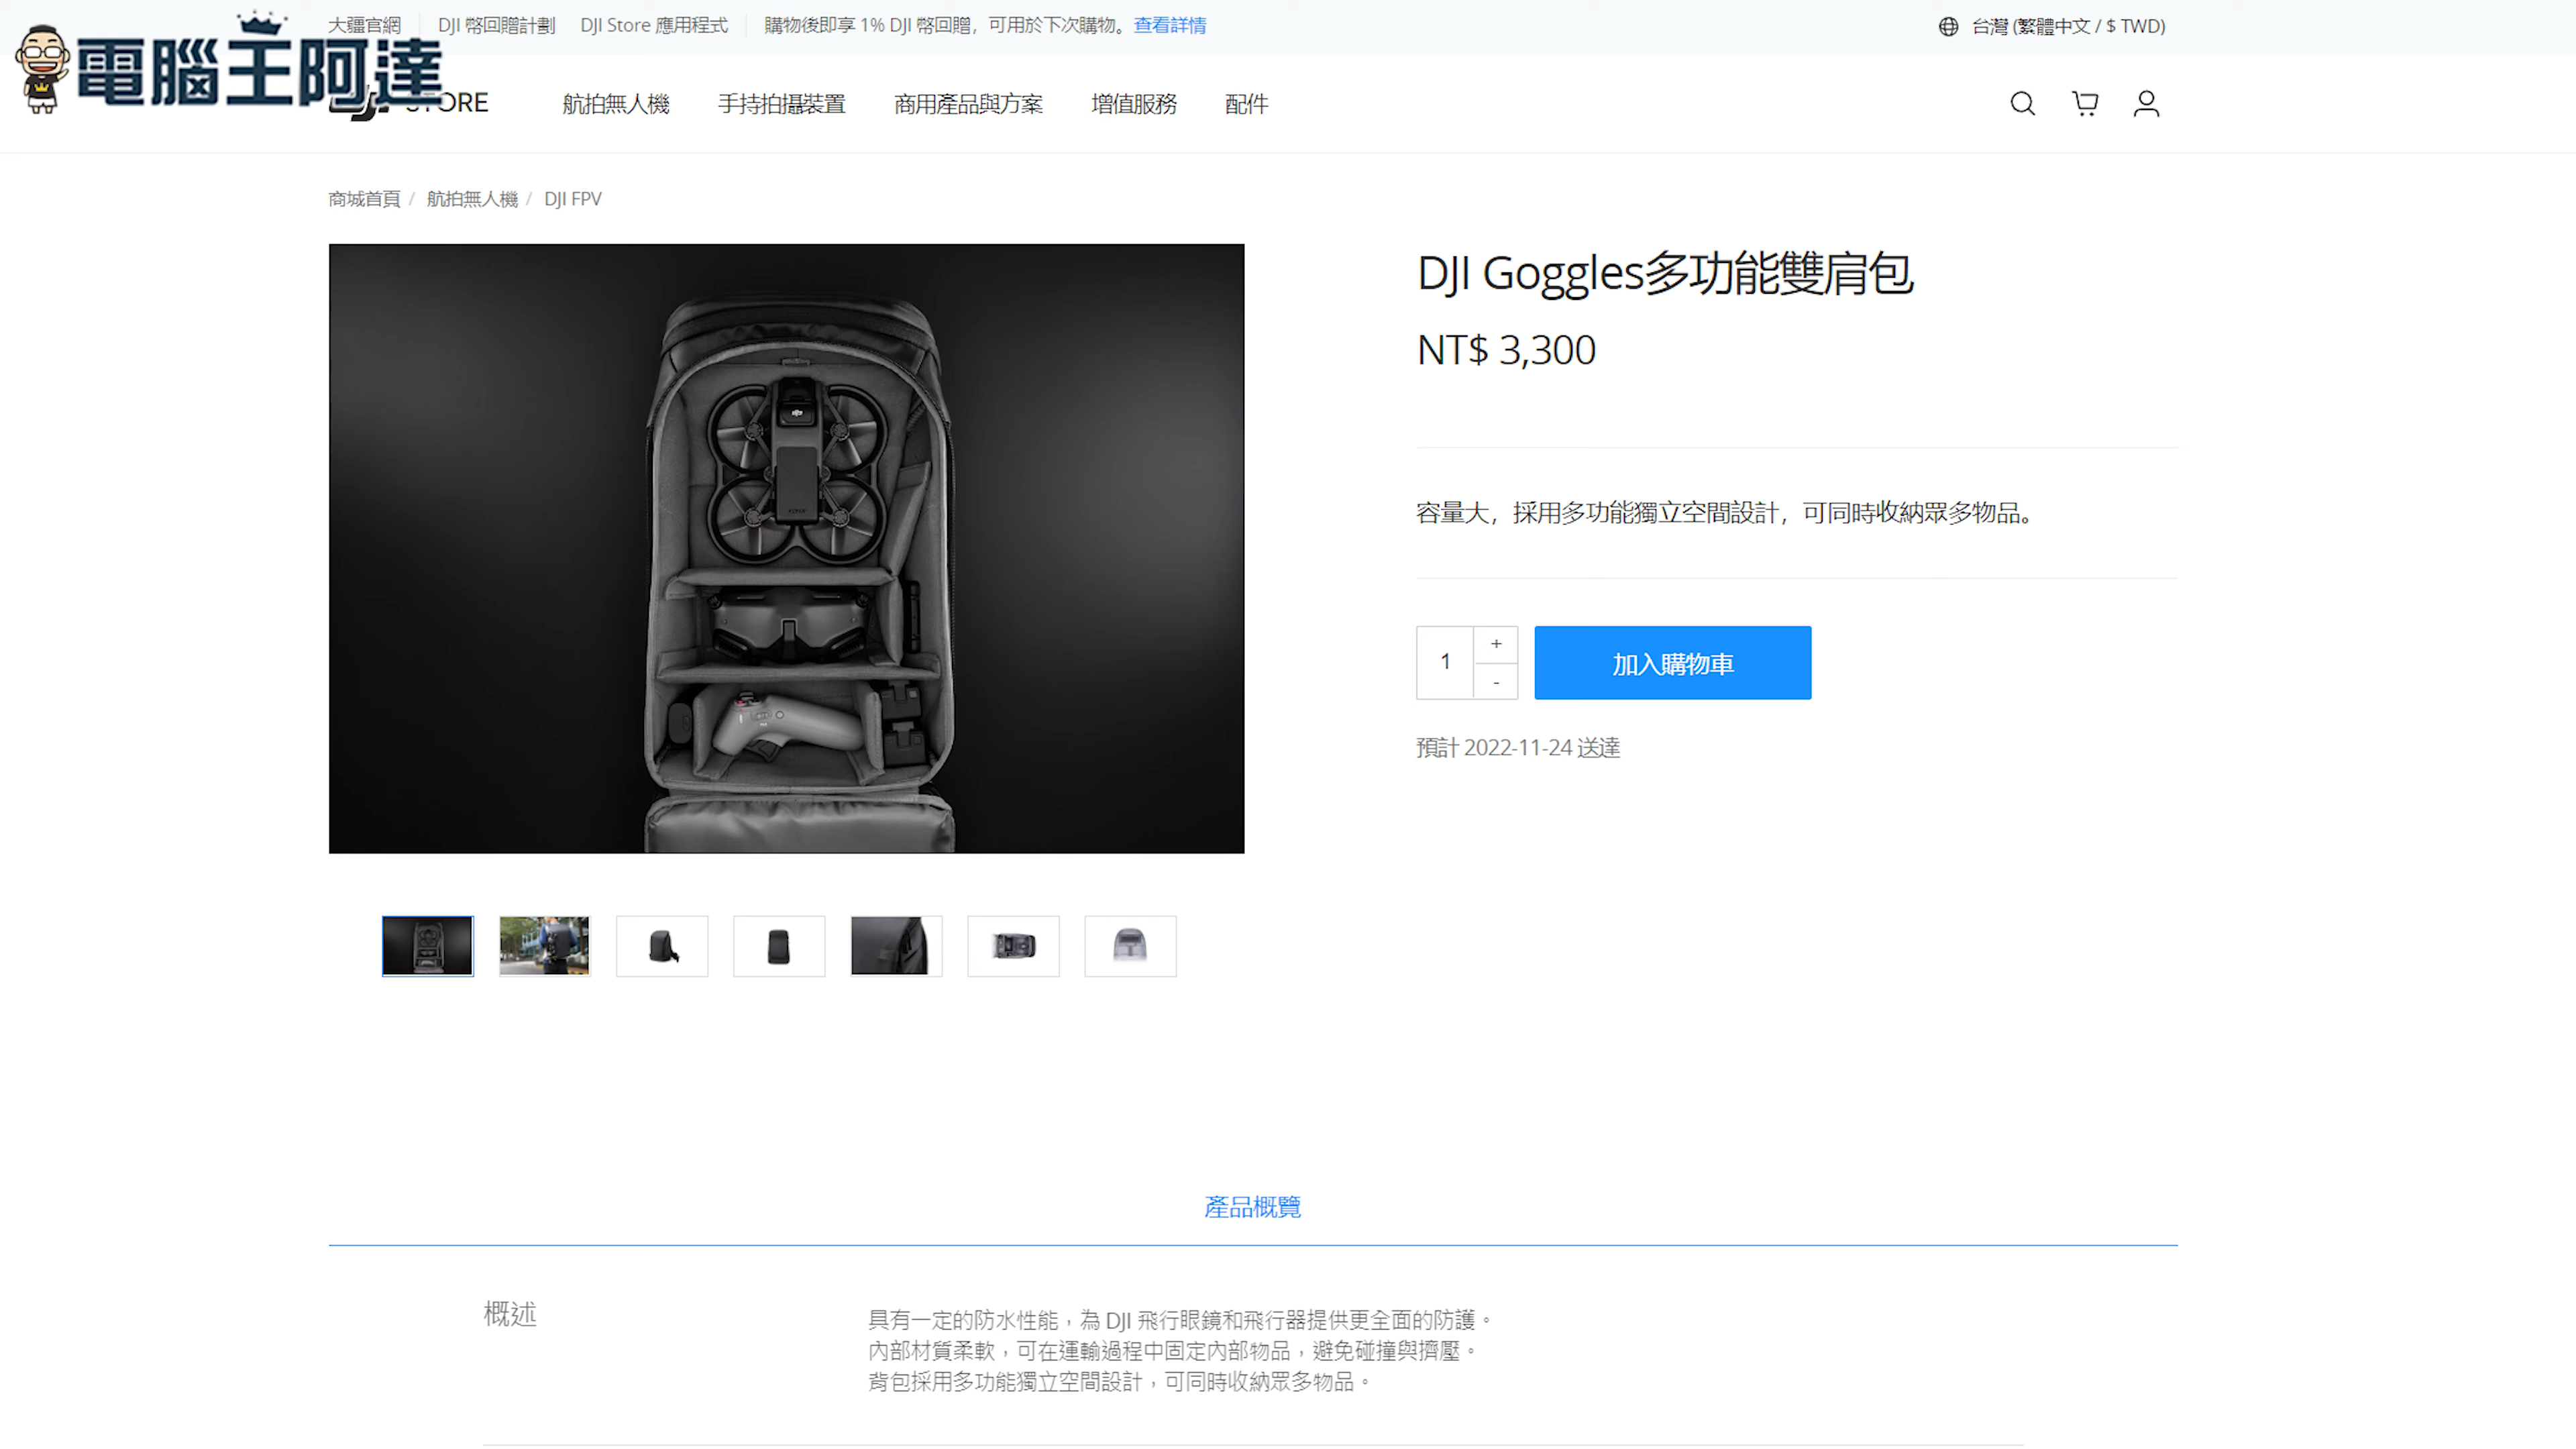 大疆官網
DJI 幣回贈計劃
DJI Store 應用程式
購物後即享 1% DJI 幣回贈，可用於下次購物。查看詳情
台灣 (繁體中文 / $ TWD)
電腦王阿達
STORE
航拍無人機
手持拍攝裝置
商用產品與方案
增值服務
配件
商城首頁 / 航拍無人機 / DJI FPV
DJI Goggles多功能雙肩包
NT$ 3,300
容量大，採用多功能獨立空間設計，可同時收納眾多物品。
1
+
-
加入購物車
預計 2022-11-24 送達
產品概覽
概述
具有一定的防水性能，為 DJI 飛行眼鏡和飛行器提供更全面的防護。
內部材質柔軟，可在運輸過程中固定內部物品，避免碰撞與擠壓。
背包採用多功能獨立空間設計，可同時收納眾多物品。